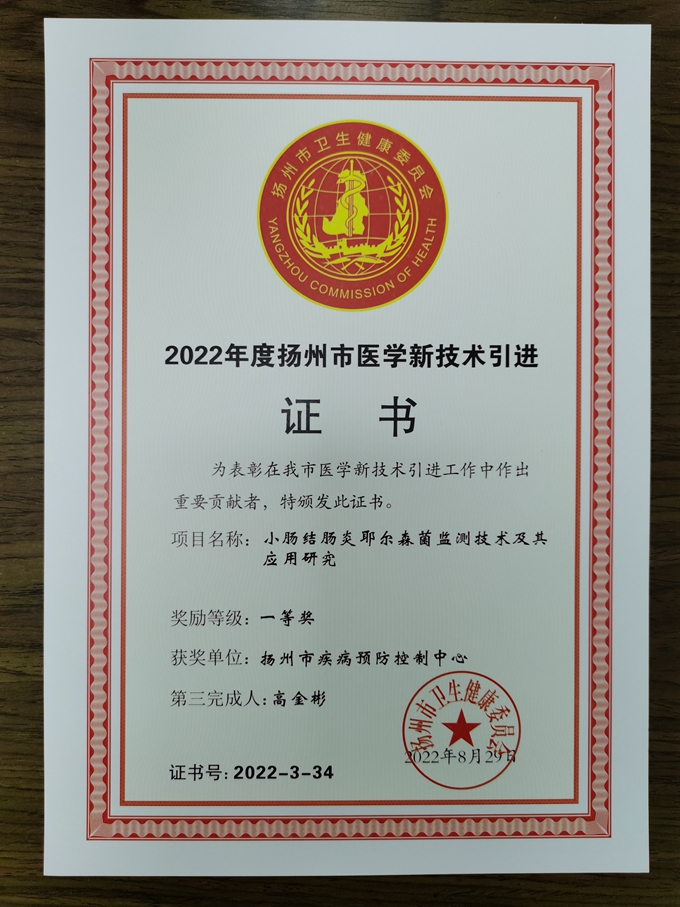 扬州市卫生健康委员会
YANGZHOU COMMISSION OF HEALTH
2022年度扬州市医学新技术引进
证 书
为表彰在我市医学新技术引进工作中作出
重要贡献者，特颁发此证书。
项目名称：小肠结肠炎耶尔森菌监测技术及其
应用研究
奖励等级：一等奖
获奖单位：扬州市疾病预防控制中心
第三完成人：高金彬
扬州市卫生健康委员会
2022年8月29日
证书号：2022-3-34